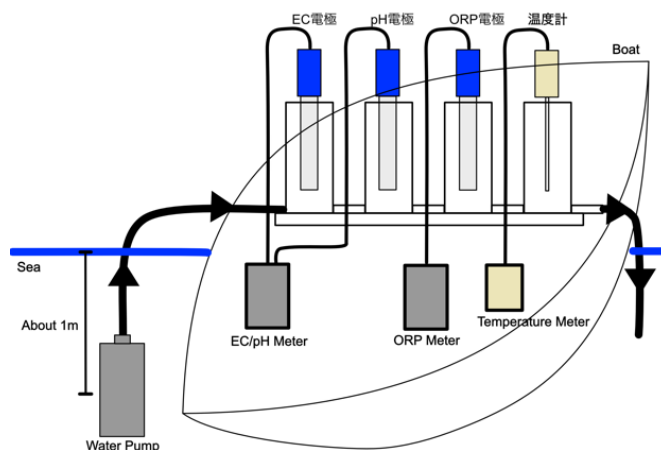 EC電極
pH電極
ORP電極
温度計
Boat
Sea
About 1m
EC/pH Meter
ORP Meter
Temperature Meter
Water Pump